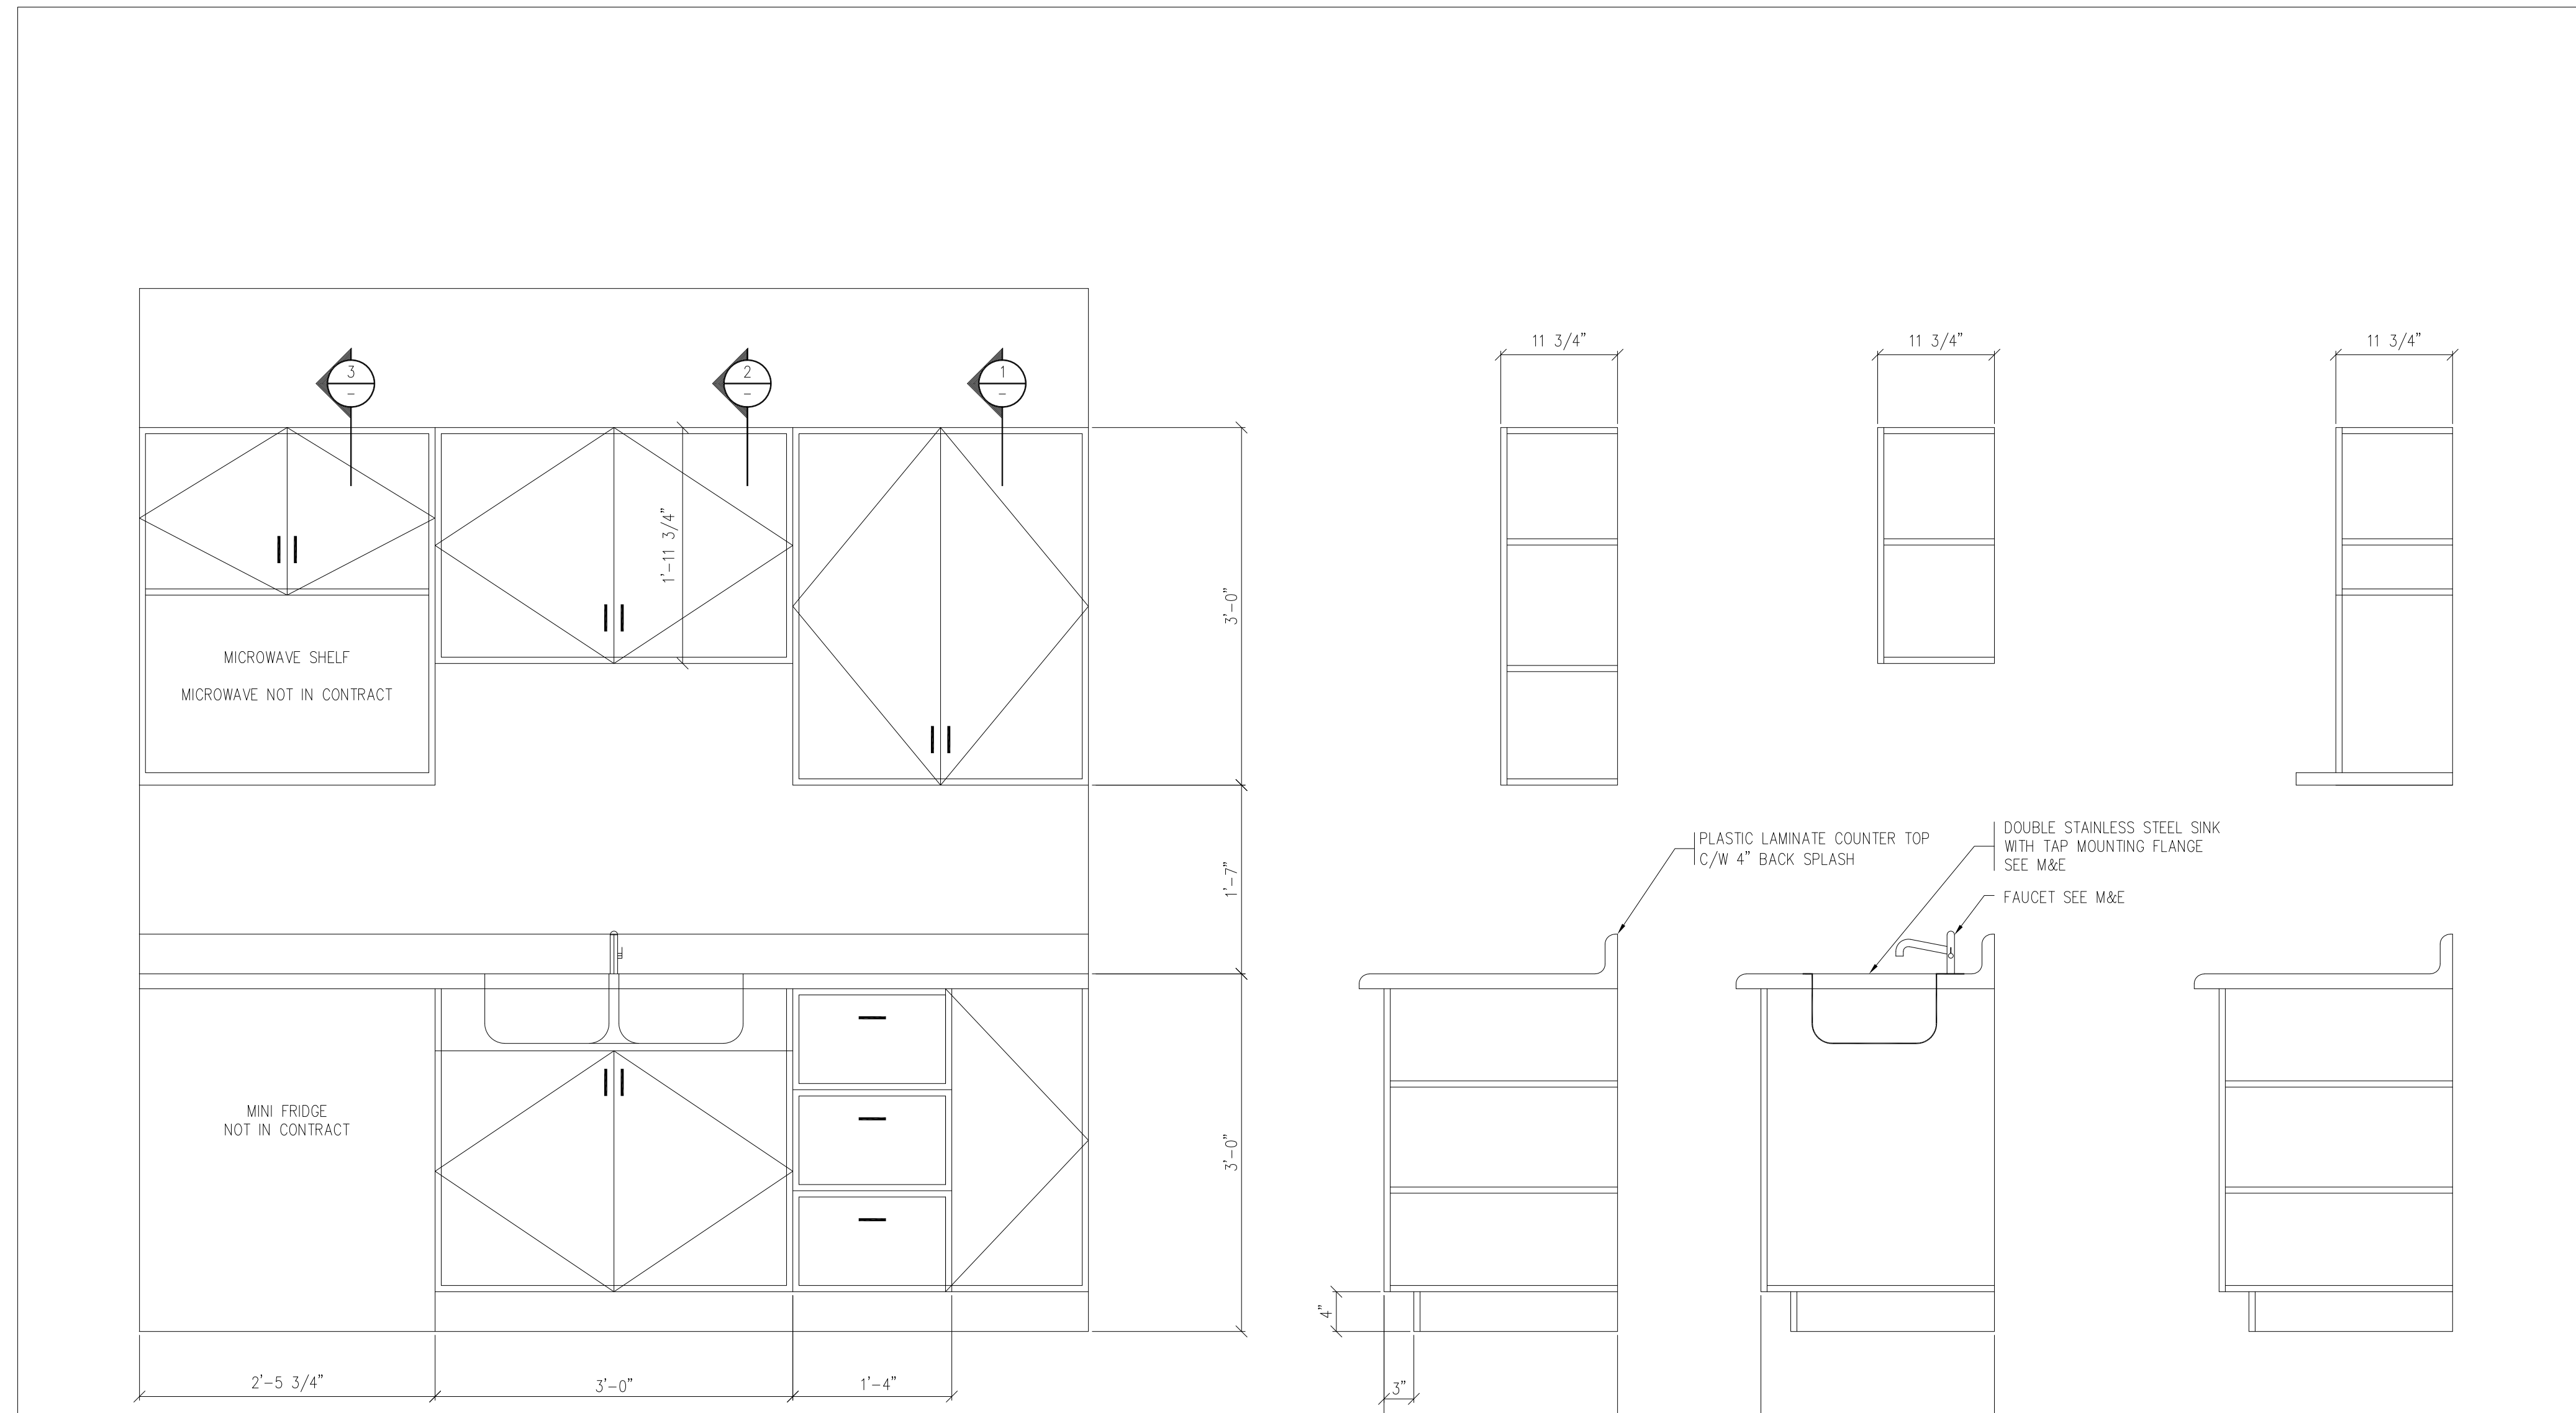 11 3/4"
11 3/4"
11 3/4"
3
-
2
-
1
-
1'-11 3/4"
3'-0"
MICROWAVE SHELF
MICROWAVE NOT IN CONTRACT
PLASTIC LAMINATE COUNTER TOP
C/W 4" BACK SPLASH
DOUBLE STAINLESS STEEL SINK
WITH TAP MOUNTING FLANGE
SEE M&E
FAUCET SEE M&E
1'-7"
MINI FRIDGE
NOT IN CONTRACT
3'-0"
4"
2'-5 3/4"
3'-0"
1'-4"
3"